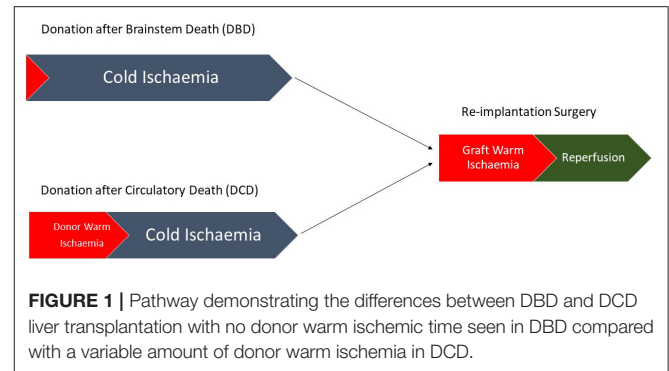 Donation after Brainstem Death (DBD)
Cold Ischaemia
Re-implantation Surgery
Graft Warm
Ischaemia
Reperfusion
Donation after Circulatory Death (DCD)
Donor Warm
Ischaemia
Cold Ischaemia
FIGURE 1 | Pathway demonstrating the differences between DBD and DCD
liver transplantation with no donor warm ischemic time seen in DBD compared
with a variable amount of donor warm ischemia in DCD.